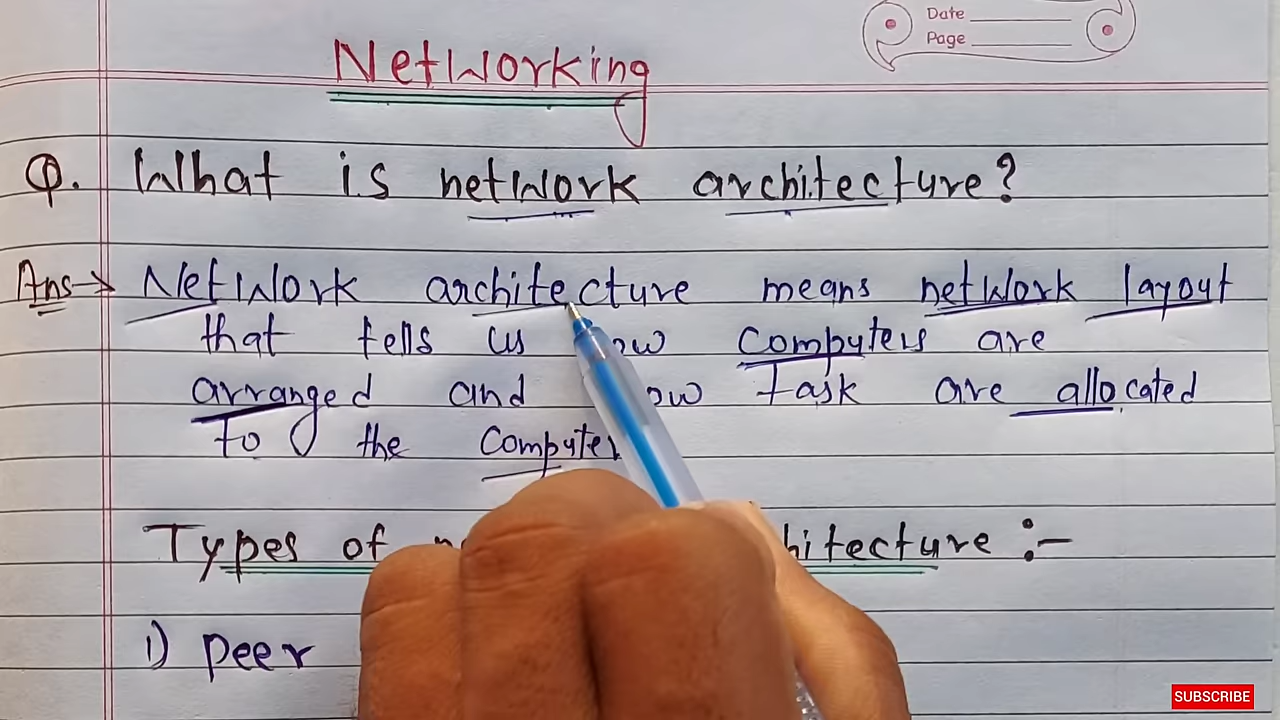 Date
Page
Networking
Q. What is network architecture?
Ans→ Network architecture means network layout
that tells us computers are
arranged and task are allocated
to the computer
Types of
1) peer
SUBSCRIBE